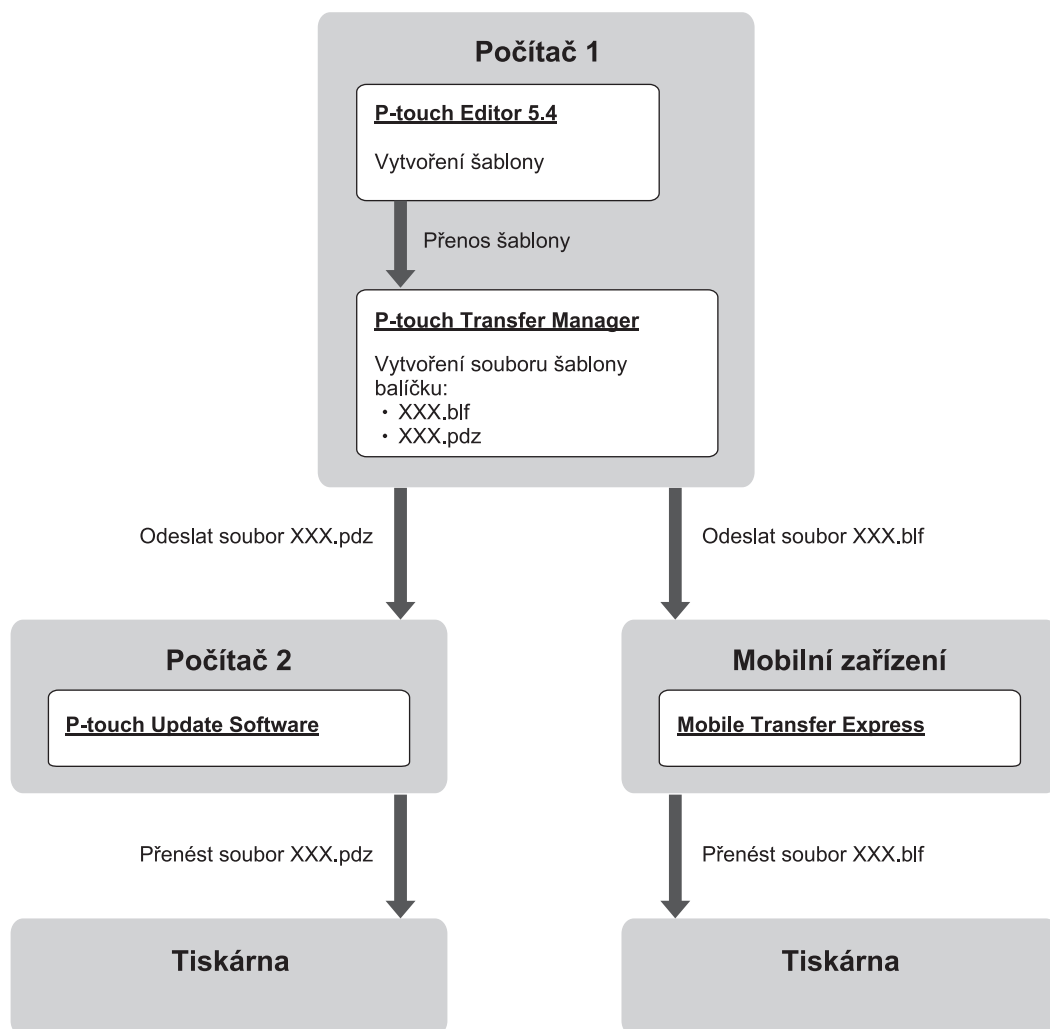 Počítač 1
P-touch Editor 5.4
Vytvoření šablony
Přenos šablony
P-touch Transfer Manager
Vytvoření souboru šablony
balíčku:
• XXX.blf
• XXX.pdz
Odeslat soubor XXX.pdz
Odeslat soubor XXX.blf
Počítač 2
P-touch Update Software
Mobilní zařízení
Mobile Transfer Express
Přenést soubor XXX.pdz
Přenést soubor XXX.blf
Tiskárna
Tiskárna